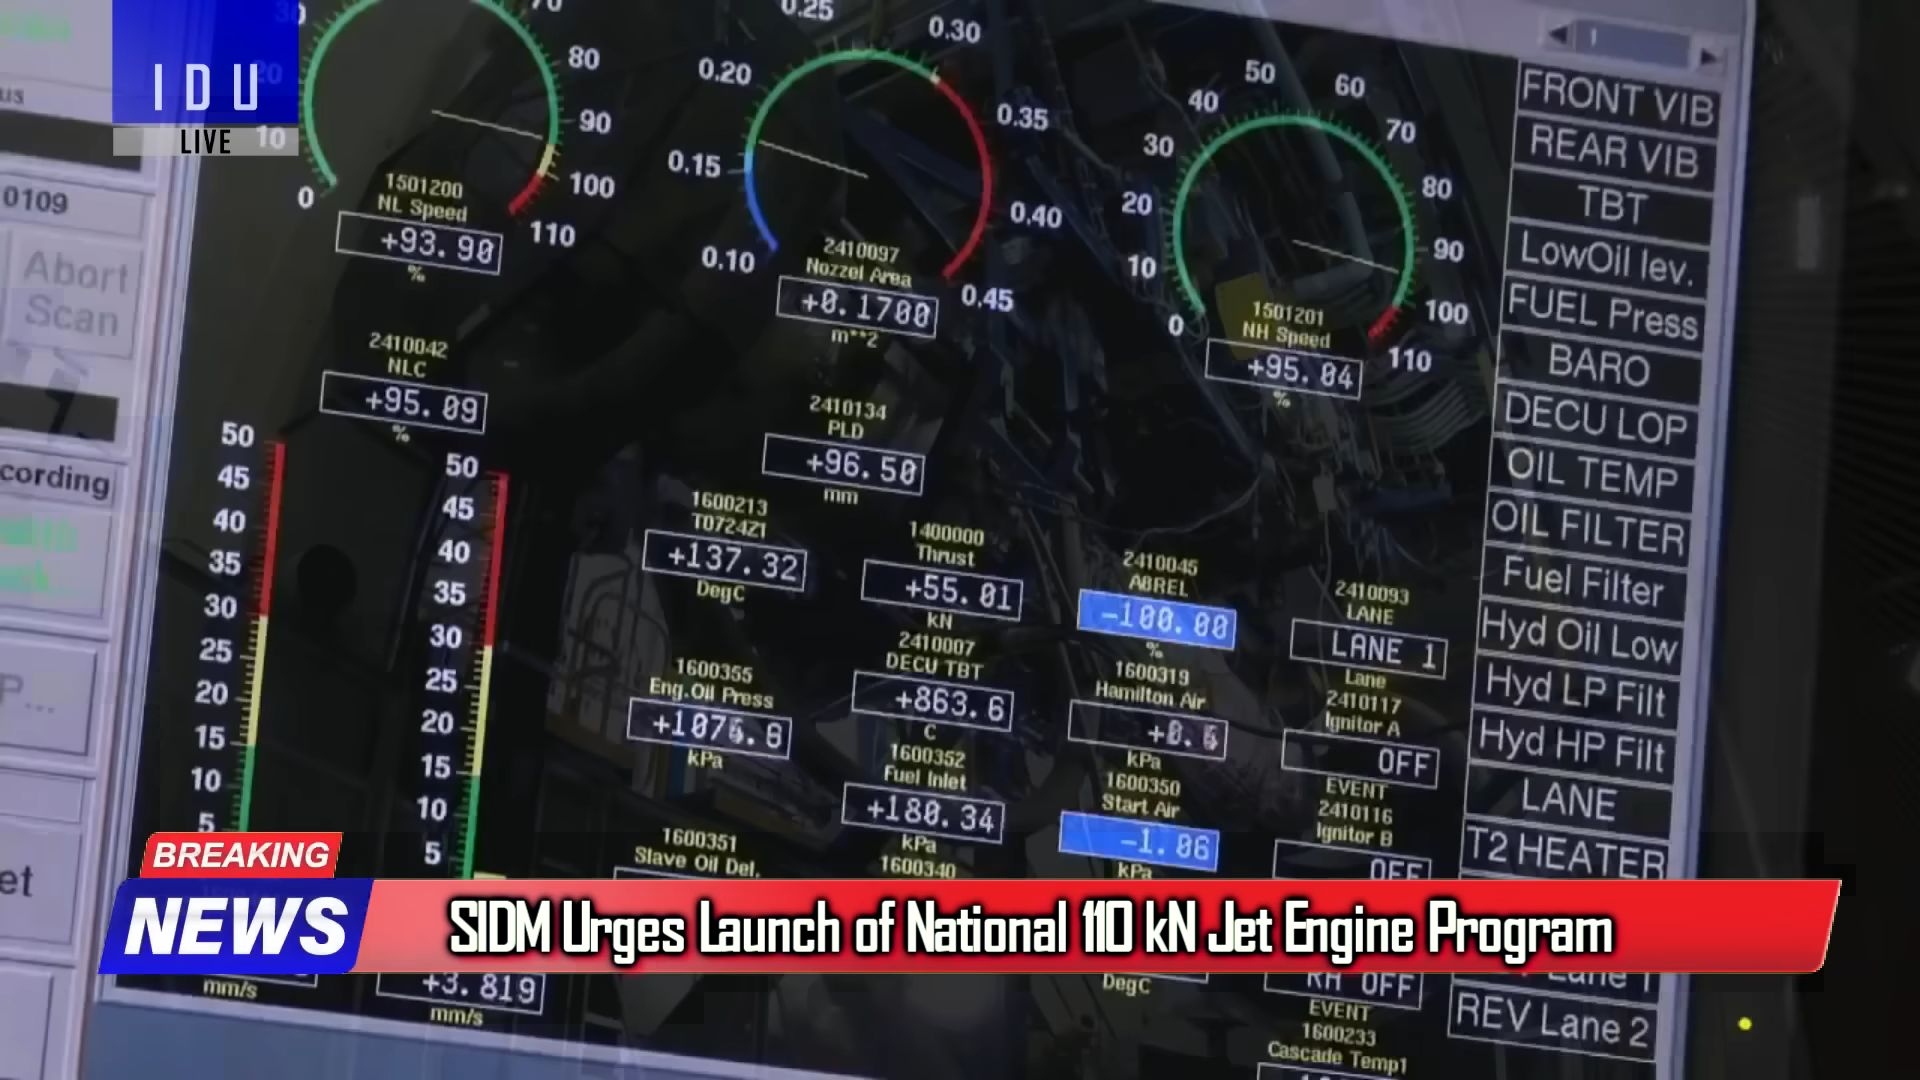 IDU
LIVE
us
0109
Abort
Scan
cording
P...
et
30
20
10
0
70
80
90
100
110
1501200
NL Speed
+93.90
%
0.10
0.15
0.20
0.25
0.30
0.35
0.40
0.45
2410097
Nozzel Area
+0.1700
m**2
0
10
20
30
40
50
60
70
80
90
100
110
1501201
NH Speed
+95.04
%
2410042
NLC
+95.09
%
2410134
PLD
+96.50
mm
50
45
40
35
30
25
20
15
10
5
50
45
40
35
30
25
20
15
10
5
1600213
T0724Z1
+137.32
DegC
1400000
Thrust
+55.01
kN
2410045
ABREL
-100.00
%
2410093
LANE
LANE 1
Lane
1600355
Eng.Oil Press
kPa
2410007
DECU TBT
+863.6
C
1600319
Hamilton Air
kPa
2410117
Ignitor A
OFF
EVENT
1600352
Fuel Inlet
+180.34
kPa
1600350
Start Air
-1.06
kPa
2410116
Ignitor B
OFF
1600351
Slave Oil Del.
1600340
FRONT VIB
REAR VIB
TBT
LowOil lev.
FUEL Press
BARO
DECU LOP
OIL TEMP
OIL FILTER
Fuel Filter
Hyd Oil Low
Hyd LP Filt
Hyd HP Filt
LANE
T2 HEATER
Lane 1
REV Lane 2
BREAKING
NEWS
SIDM Urges Launch of National 110 kN Jet Engine Program
mm/s
+3.819
mm/s
DegC
RH OFF
EVENT
1600233
Cascade Temp1